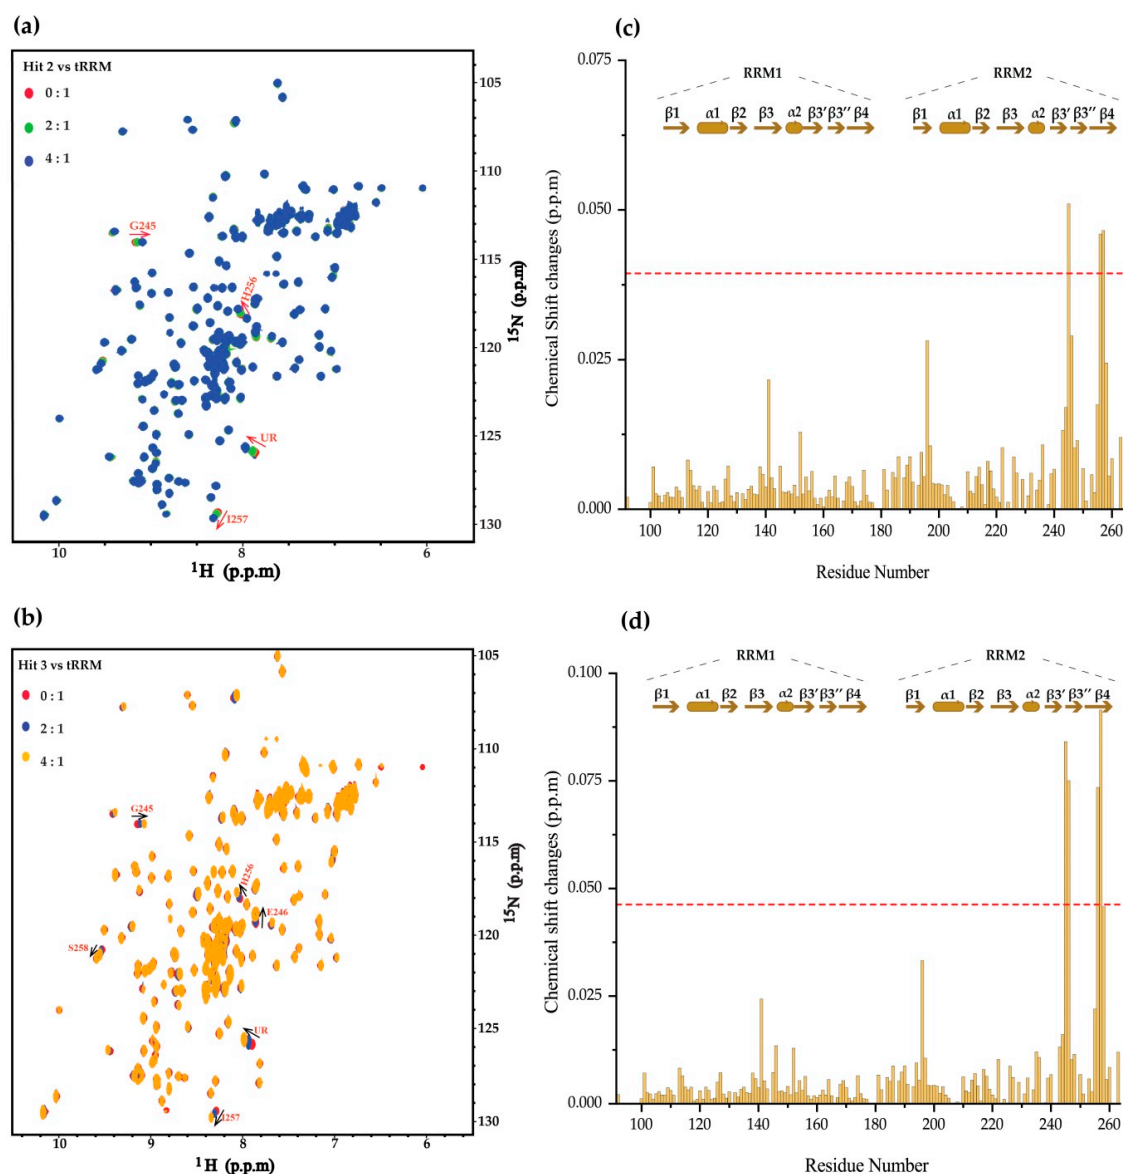 (a)
Hit 2 vs tRRM
0 : 1
2 : 1
4 : 1
G245
H256
UR
I257
105
110
115
120
125
130
15N (p.p.m)
10 8 6
1H (p.p.m)
(c)
0.075
0.050
0.025
0.000
Chemical Shift changes (p.p.m)
RRM1 RRM2
β1 α1 β2 β3 α2 β3′ β3′′ β4 β1 α1 β2 β3 α2 β3′ β3′′ β4
100 120 140 160 180 200 220 240 260
Residue Number
(b)
Hit 3 vs tRRM
0 : 1
2 : 1
4 : 1
G245
H256
E246
S258
UR
I257
105
110
115
120
125
130
15N (p.p.m)
10 9 8 7 6
1H (p.p.m)
(d)
0.100
0.075
0.050
0.025
0.000
Chemical shift changes (p.p.m)
RRM1 RRM2
β1 α1 β2 β3 α2 β3′ β3′′ β4 β1 α1 β2 β3 α2 β3′ β3′′ β4
100 120 140 160 180 200 220 240 260
Residue Number